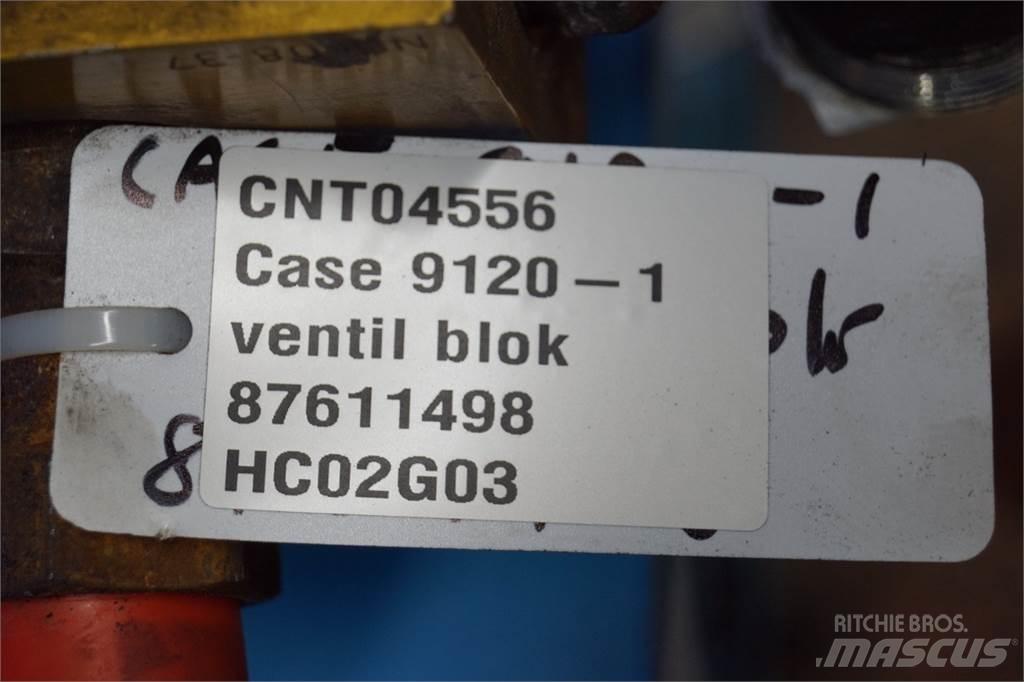 CNT04556
Case 9120 – 1
ventil blok
87611498
HC02G03
RITCHIE BROS.
MASCUS